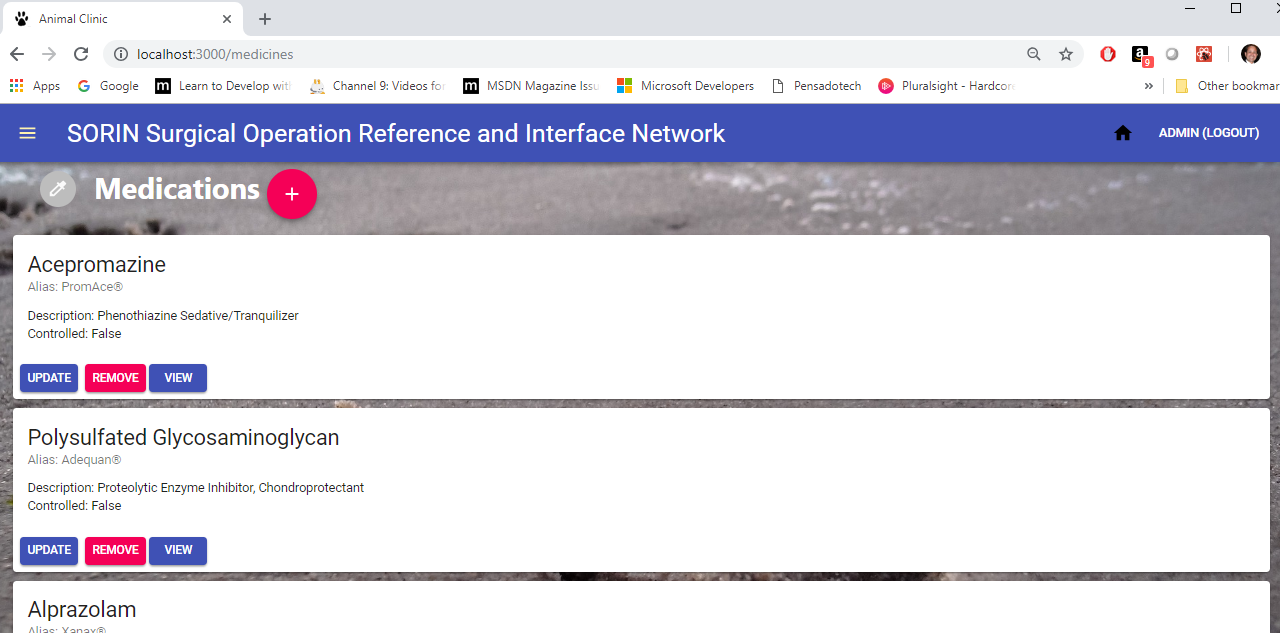 Animal Clinic
localhost:3000/medicines
a
9
Apps Google m Learn to Develop wit m Channel 9: Videos for MSDN Magazine Issu Microsoft Developers Pensadotech Pluralsight - Hardcor » Other bookmar
SORIN Surgical Operation Reference and Interface Network ADMIN (LOGOUT)
Medications +
Acepromazine
Alias: PromAce®
Description: Phenothiazine Sedative/Tranquilizer
Controlled: False
UPDATE REMOVE VIEW
Polysulfated Glycosaminoglycan
Alias: Adequan®
Description: Proteolytic Enzyme Inhibitor, Chondroprotectant
Controlled: False
UPDATE REMOVE VIEW
Alprazolam
Alias: Xanax®